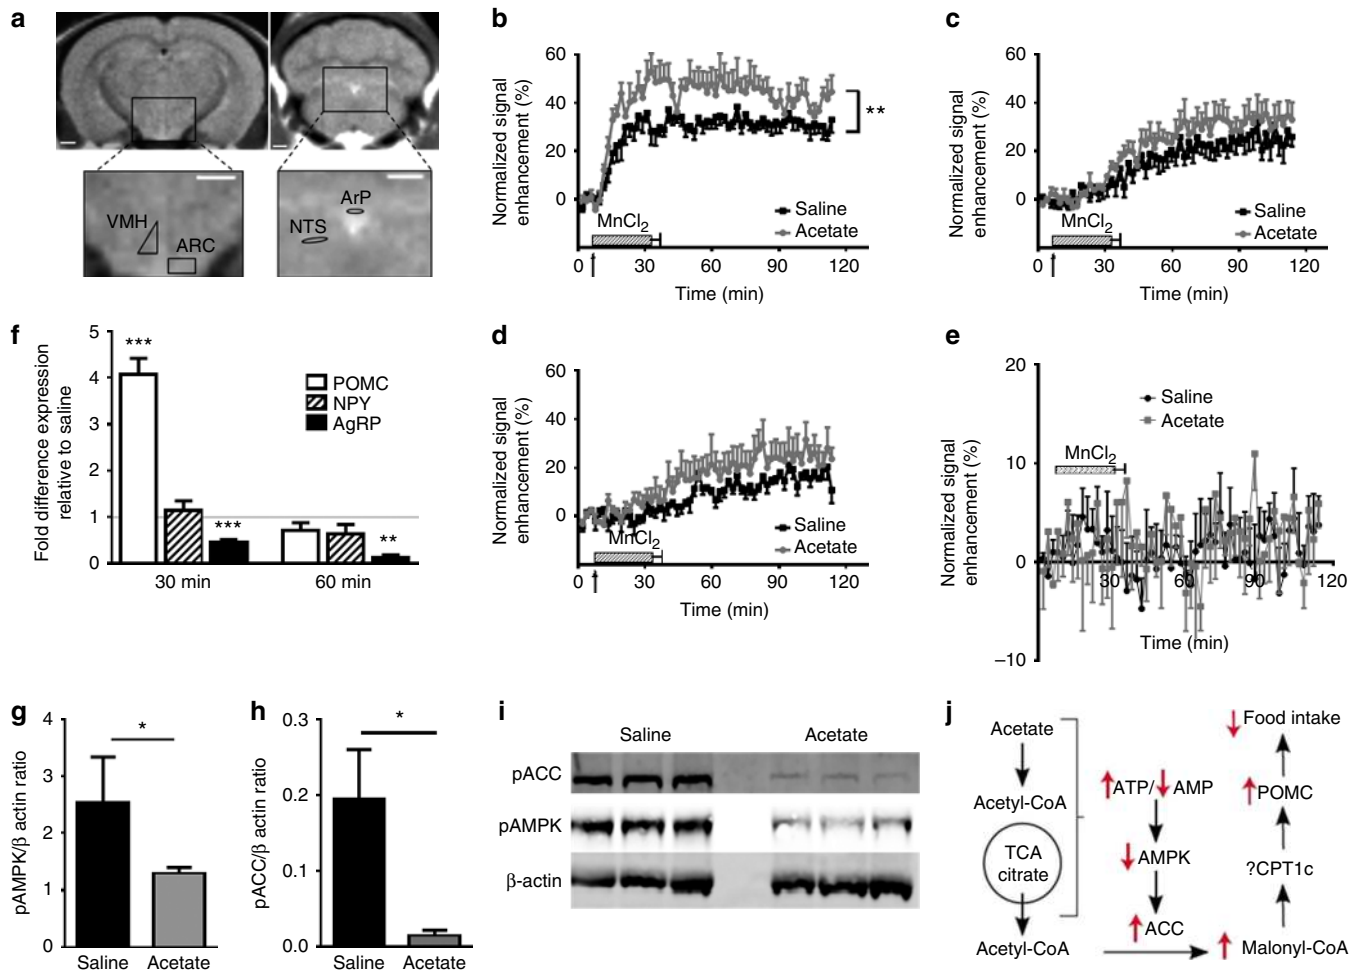 a
VMH
ARC
NTS
ArP
b
Normalized signal
enhancement (%)
60
40
20
0
MnCl2
Saline
Acetate
**
0 30 60 90 120
Time (min)
c
Normalized signal
enhancement (%)
60
40
20
0
MnCl2
Saline
Acetate
0 30 60 90 120
Time (min)
f
Fold difference expression
relative to saline
5
4
3
2
1
0
***
***
**
POMC
NPY
AgRP
30 min 60 min
d
Normalized signal
enhancement (%)
60
40
20
0
MnCl2
Saline
Acetate
0 30 60 90 120
Time (min)
e
Normalized signal
enhancement (%)
20
10
0
–10
Saline
Acetate
MnCl2
30 60 90 120
Time (min)
g
pAMPK/β actin ratio
4
3
2
1
0
*
Saline Acetate
h
pACC/β actin ratio
0.3
0.2
0.1
0.0
*
Saline Acetate
i
Saline Acetate
pACC
pAMPK
β-actin
j
Acetate
Acetyl-CoA
TCA
citrate
Acetyl-CoA
ATP/ AMP
AMPK
ACC
Malonyl-CoA
?CPT1c
POMC
Food intake